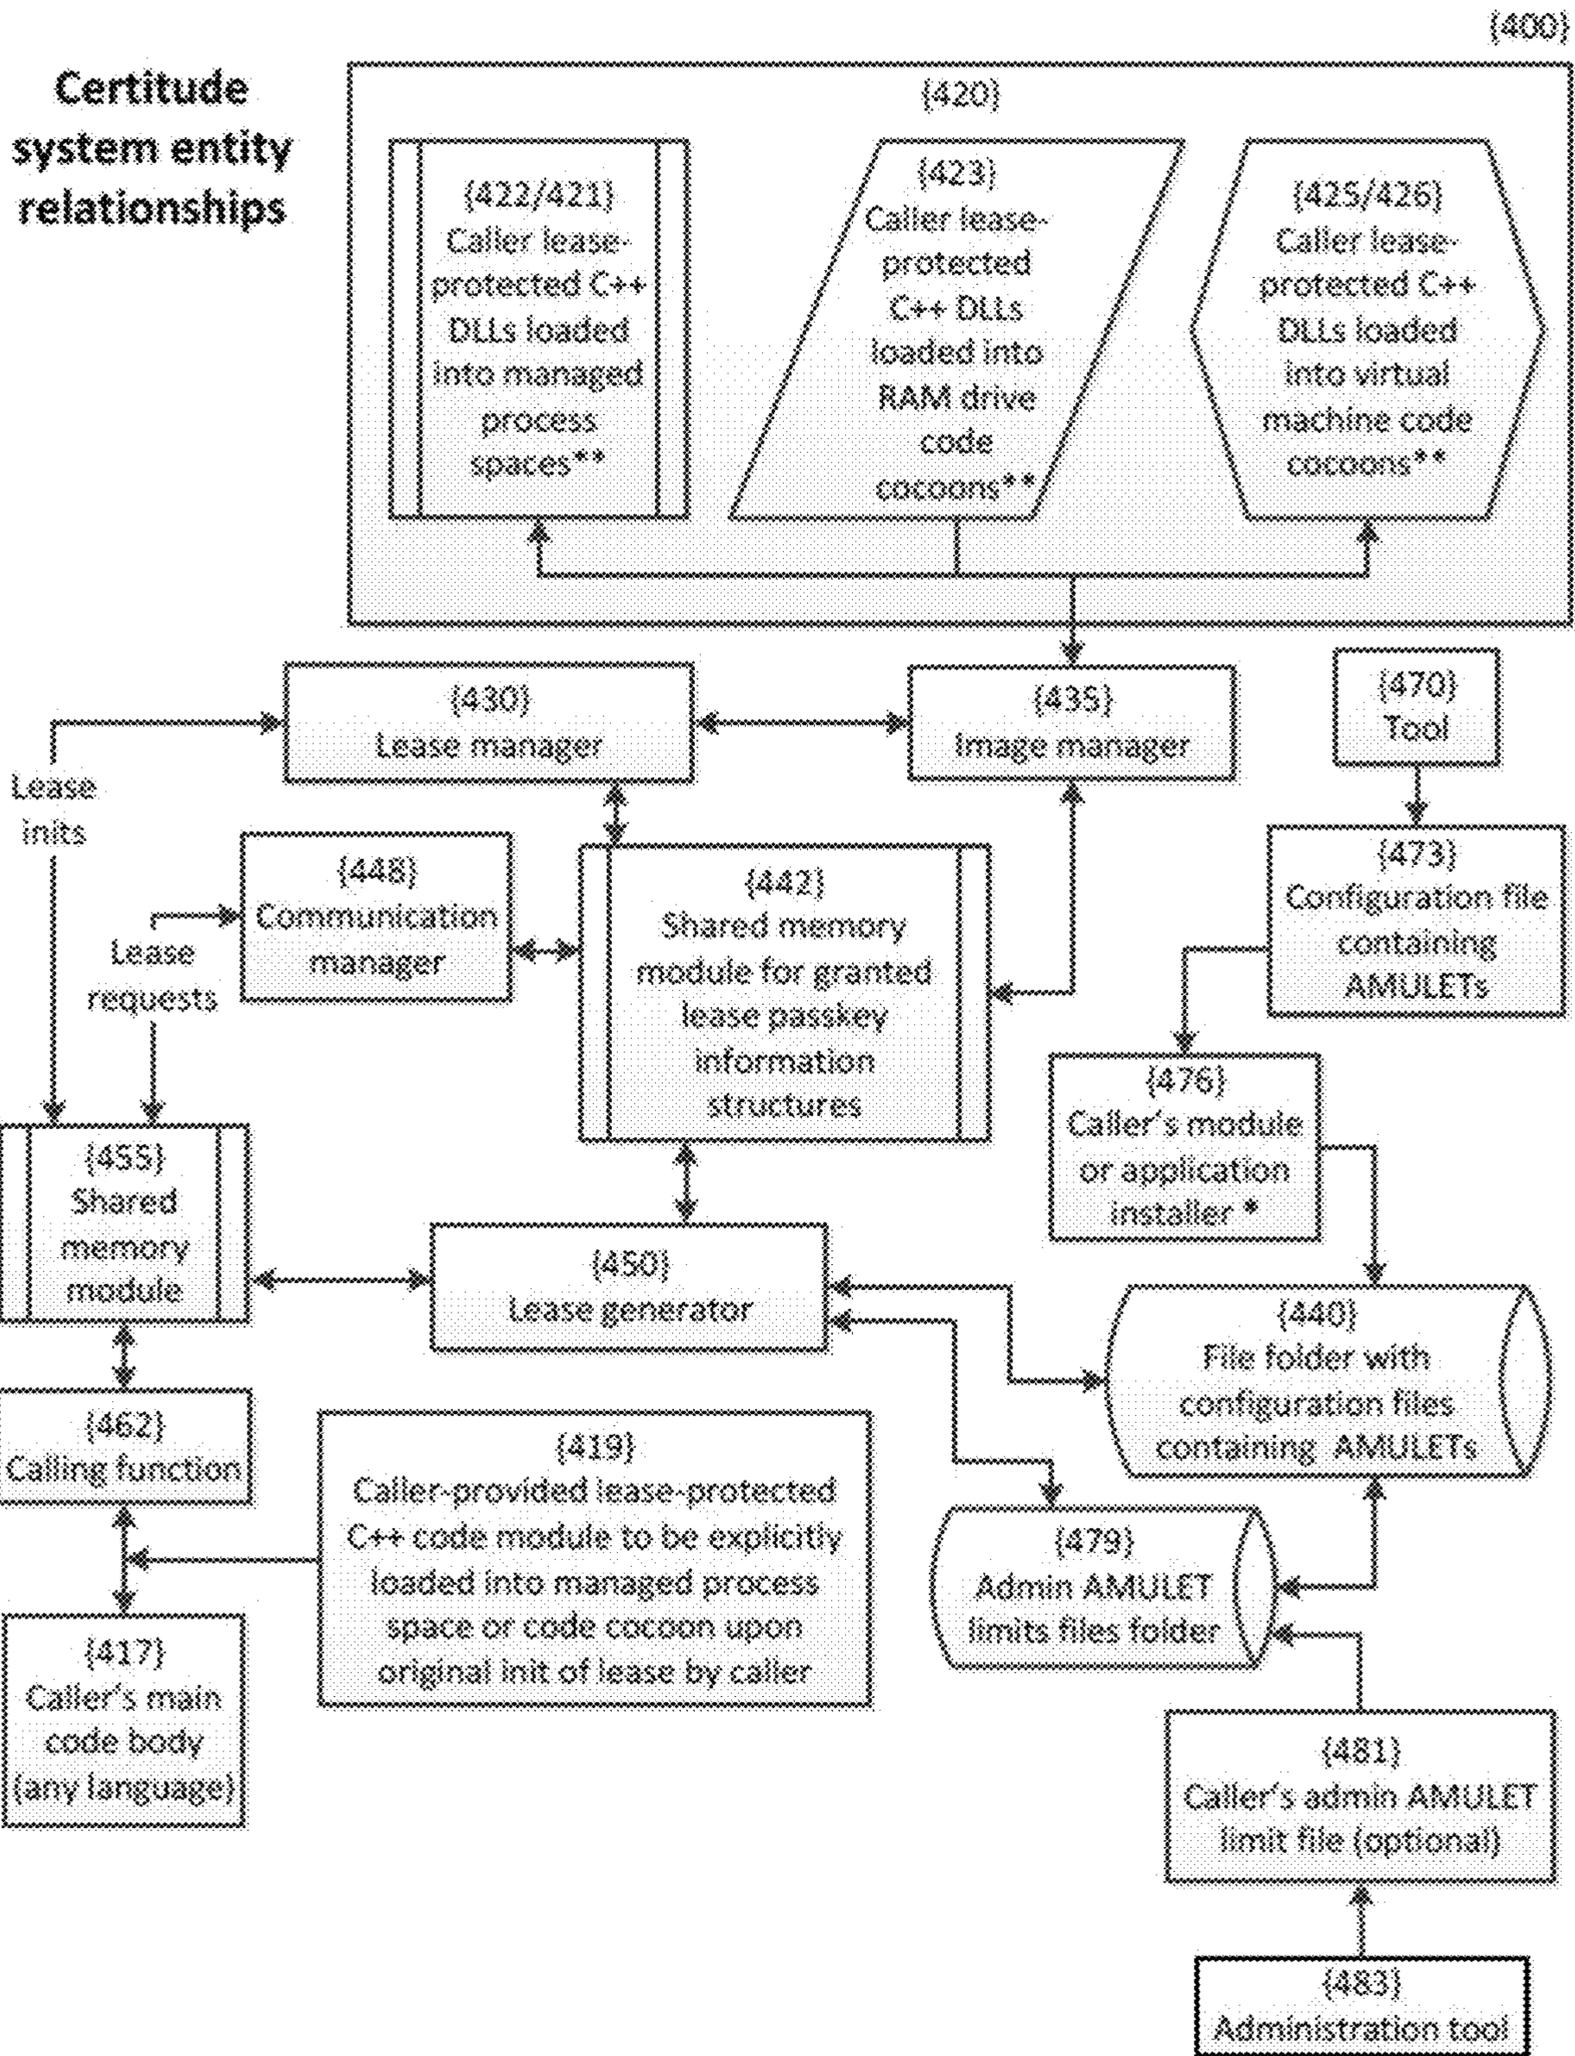 {400}
Certitude
system entity
relationships
{420}
{422/421}
Caller lease-
protected C++
DLLs loaded
into managed
process
spaces**
{423}
Caller lease-
protected
C++ DLLs
loaded into
RAM drive
code
cocoons**
{425/426}
Caller lease-
protected C++
DLLs loaded
into virtual
machine code
cocoons**
{430}
Lease manager
{435}
Image manager
{470}
Tool
Lease
inits
{448}
Communication
manager
Lease
requests
{442}
Shared memory
module for granted
lease passkey
information
structures
{473}
Configuration file
containing
AMULETs
{476}
Caller's module
or application
installer *
{455}
Shared
memory
module
{450}
Lease generator
{440}
File folder with
configuration files
containing AMULETs
{462}
Calling function
{419}
Caller-provided lease-protected
C++ code module to be explicitly
loaded into managed process
space or code cocoon upon
original init of lease by caller
{479}
Admin AMULET
limits files folder
{417}
Caller's main
code body
(any language)
{481}
Caller's admin AMULET
limit file (optional)
{483}
Administration tool